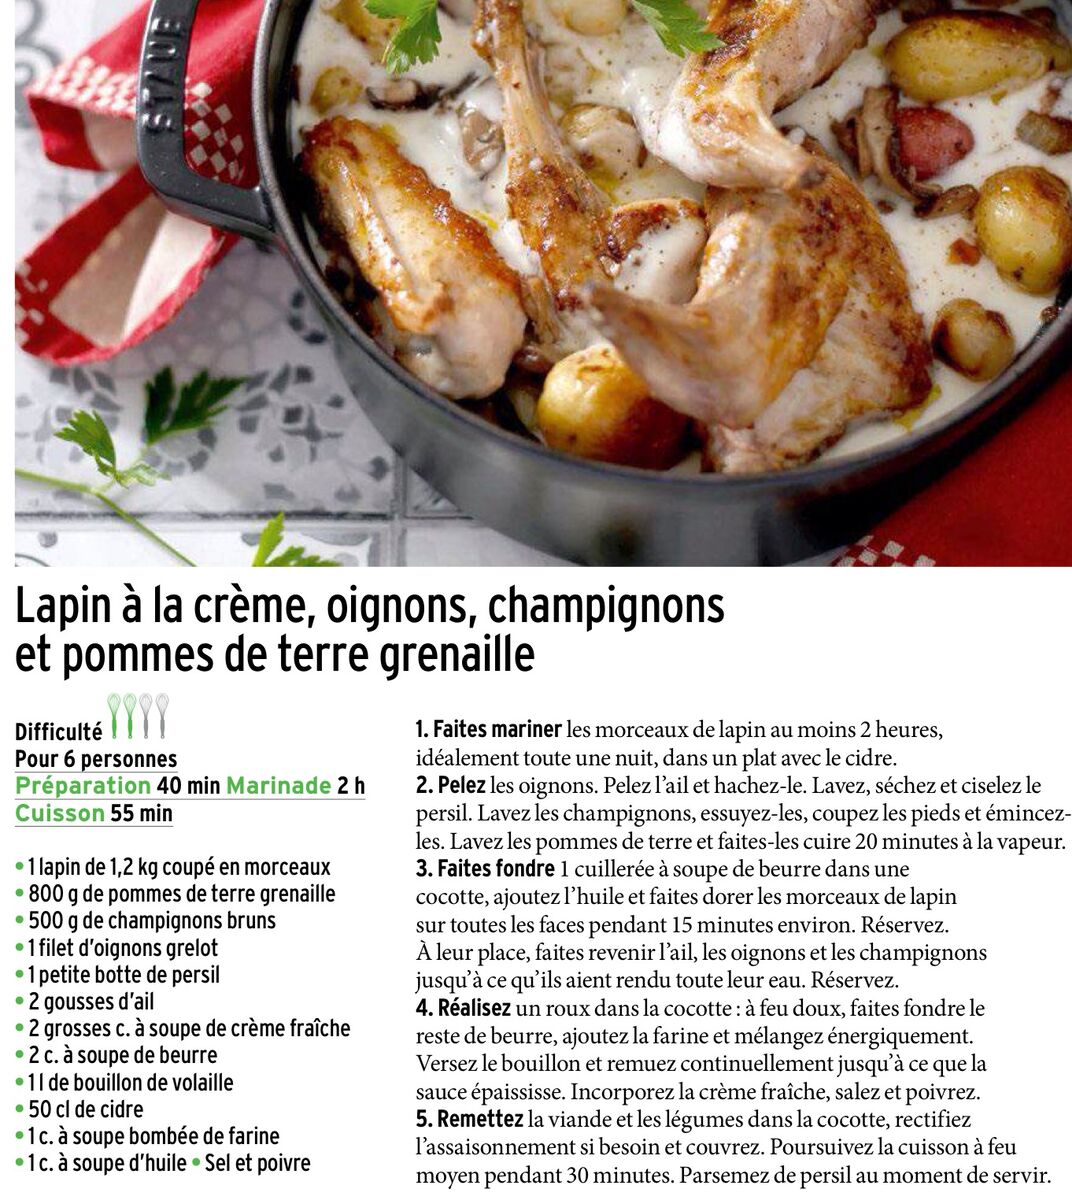 STAUB
Lapin à la crème, oignons, champignons
et pommes de terre grenaille
Difficulté
Pour 6 personnes
Préparation 40 min Marinade 2 h
Cuisson 55 min
• 1 lapin de 1,2 kg coupé en morceaux
• 800 g de pommes de terre grenaille
• 500 g de champignons bruns
• 1 filet d’oignons grelot
• 1 petite botte de persil
• 2 gousses d’ail
• 2 grosses c. à soupe de crème fraîche
• 2 c. à soupe de beurre
• 1 l de bouillon de volaille
• 50 cl de cidre
• 1 c. à soupe bombée de farine
• 1 c. à soupe d’huile • Sel et poivre
1. Faites mariner les morceaux de lapin au moins 2 heures,
idéalement toute une nuit, dans un plat avec le cidre.
2. Pelez les oignons. Pelez l’ail et hachez-le. Lavez, séchez et ciselez le
persil. Lavez les champignons, essuyez-les, coupez les pieds et émincez-
les. Lavez les pommes de terre et faites-les cuire 20 minutes à la vapeur.
3. Faites fondre 1 cuillerée à soupe de beurre dans une
cocotte, ajoutez l’huile et faites dorer les morceaux de lapin
sur toutes les faces pendant 15 minutes environ. Réservez.
À leur place, faites revenir l’ail, les oignons et les champignons
jusqu’à ce qu’ils aient rendu toute leur eau. Réservez.
4. Réalisez un roux dans la cocotte : à feu doux, faites fondre le
reste de beurre, ajoutez la farine et mélangez énergiquement.
Versez le bouillon et remuez continuellement jusqu’à ce que la
sauce épaississe. Incorporez la crème fraîche, salez et poivrez.
5. Remettez la viande et les légumes dans la cocotte, rectifiez
l’assaisonnement si besoin et couvrez. Poursuivez la cuisson à feu
moyen pendant 30 minutes. Parsemez de persil au moment de servir.